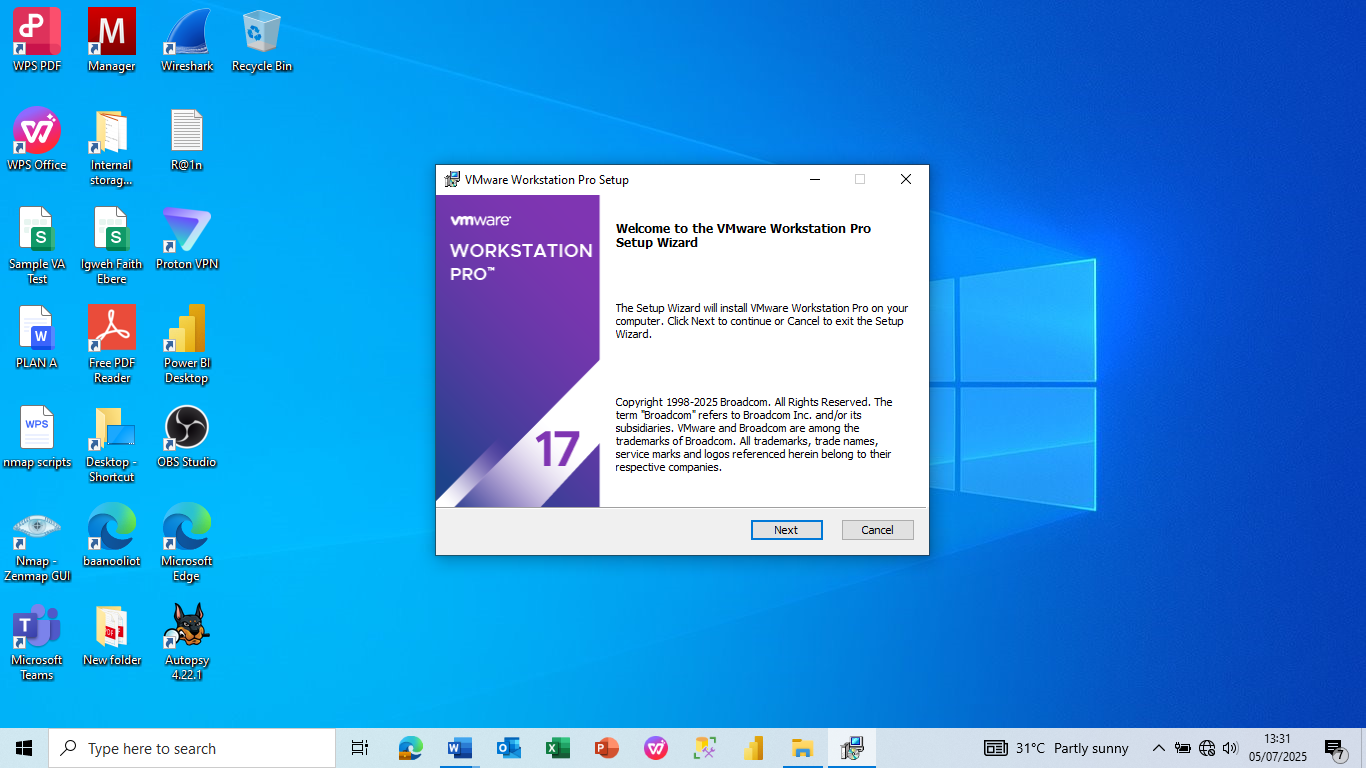 WPS PDF
Manager
Wireshark
Recycle Bin
WPS Office
Internal
storag...
R@1n
Sample VA
Test
Igweh Faith
Ebere
Proton VPN
PLAN A
Free PDF
Reader
Power BI
Desktop
nmap scripts
Desktop -
Shortcut
OBS Studio
Nmap -
Zenmap GUI
baanooliot
Microsoft
Edge
Microsoft
Teams
New folder
Autopsy
4.22.1
M
S
S
W
WPS
T
PDF
VMware Workstation Pro Setup
vmware®
WORKSTATION
PRO™
17
Welcome to the VMware Workstation Pro
Setup Wizard
The Setup Wizard will install VMware Workstation Pro on your
computer. Click Next to continue or Cancel to exit the Setup
Wizard.
Copyright 1998-2025 Broadcom. All Rights Reserved. The
term "Broadcom" refers to Broadcom Inc. and/or its
subsidiaries. VMware and Broadcom are among the
trademarks of Broadcom. All trademarks, trade names,
service marks and logos referenced herein belong to their
respective companies.
Next
Cancel
Type here to search
31°C Partly sunny
13:31
05/07/2025
7